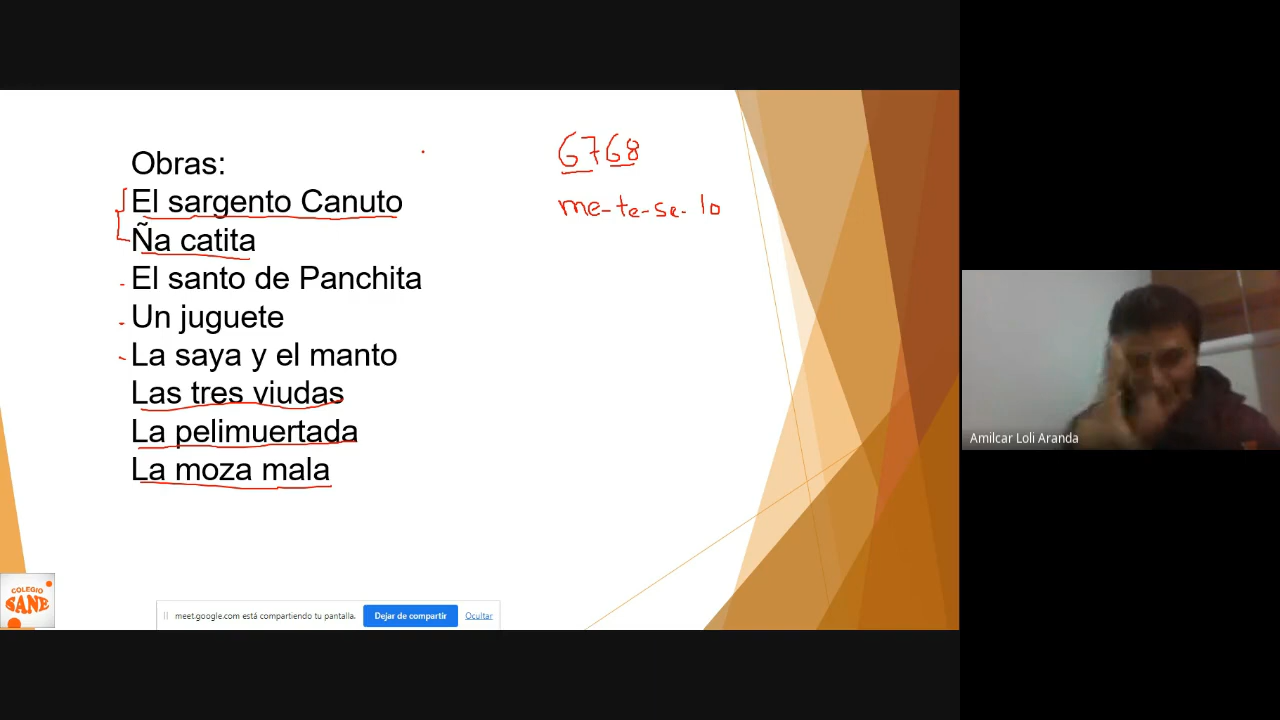 Obras:
El sargento Canuto
Ña catita
El santo de Panchita
Un juguete
La saya y el manto
Las tres viudas
La pelimuertada
La moza mala
6768
me-te-se-lo
Amilcar Loli Aranda
COLEGIO
SANE
meet.google.com está compartiendo tu pantalla.
Dejar de compartir
Ocultar